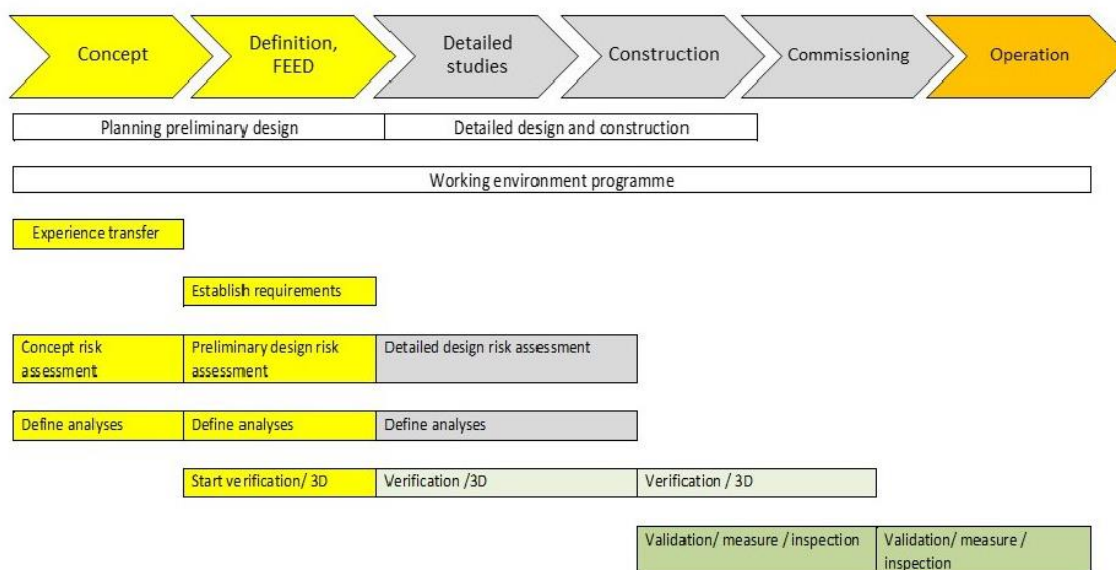 Concept
Definition,
FEED
Detailed
studies
Construction
Commissioning
Operation
Planning preliminary design
Detailed design and construction
Working environment programme
Experience transfer
Establish requirements
Concept risk
assessment
Preliminary design risk
assessment
Detailed design risk assessment
Define analyses
Define analyses
Define analyses
Start verification/ 3D
Verification /3D
Verification / 3D
Validation/ measure / inspection
Validation/ measure /
inspection